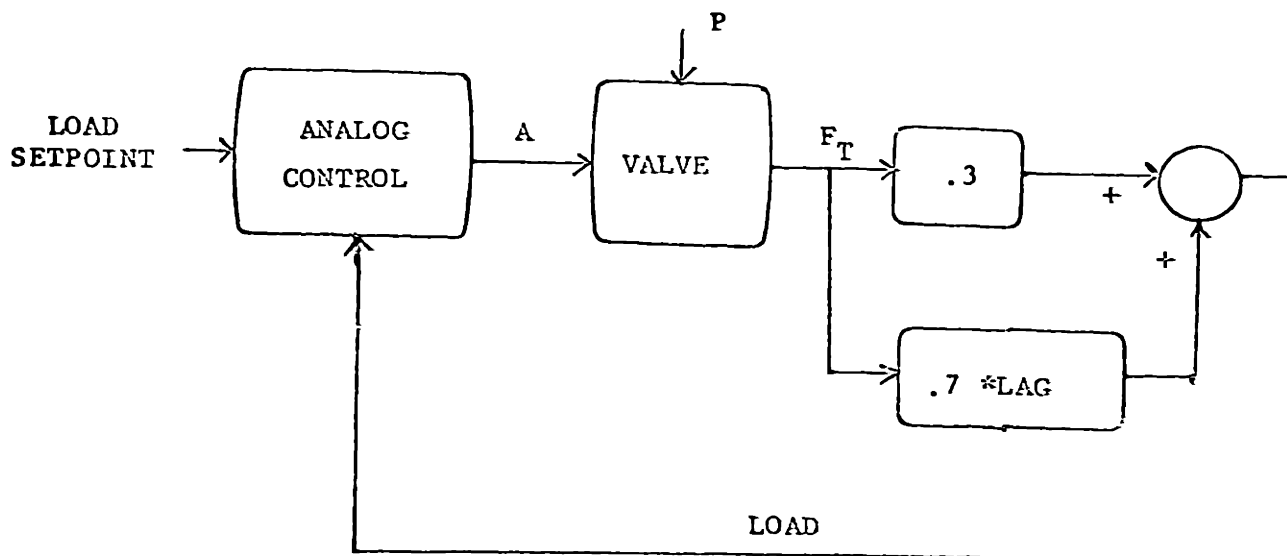 P
LOAD
SETPOINT
ANALOG
CONTROL
A
VALVE
F_T
.3
+
+
.7 *LAG
LOAD